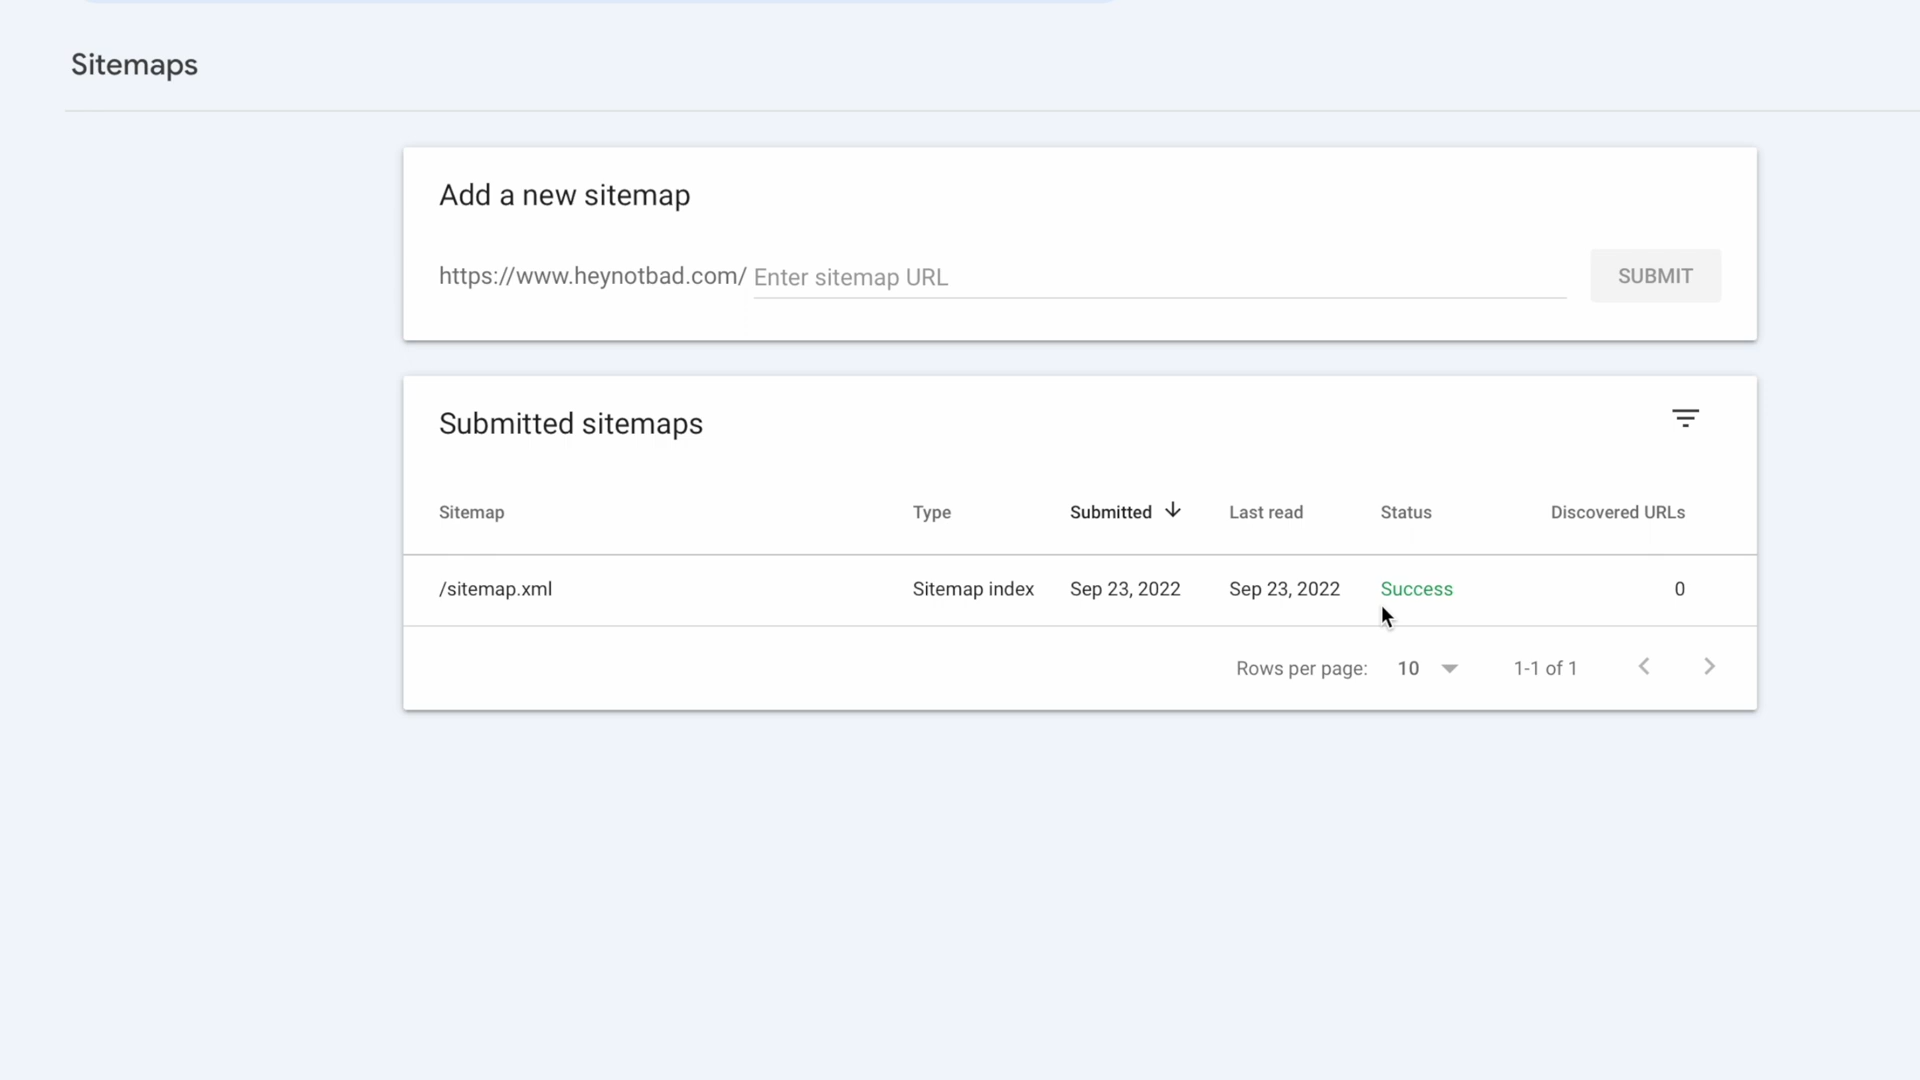 Sitemaps
Add a new sitemap
https://www.heynotbad.com/ Enter sitemap URL SUBMIT
Submitted sitemaps
Sitemap Type Submitted Last read Status Discovered URLs
/sitemap.xml Sitemap index Sep 23, 2022 Sep 23, 2022 Success 0
Rows per page: 10 1-1 of 1